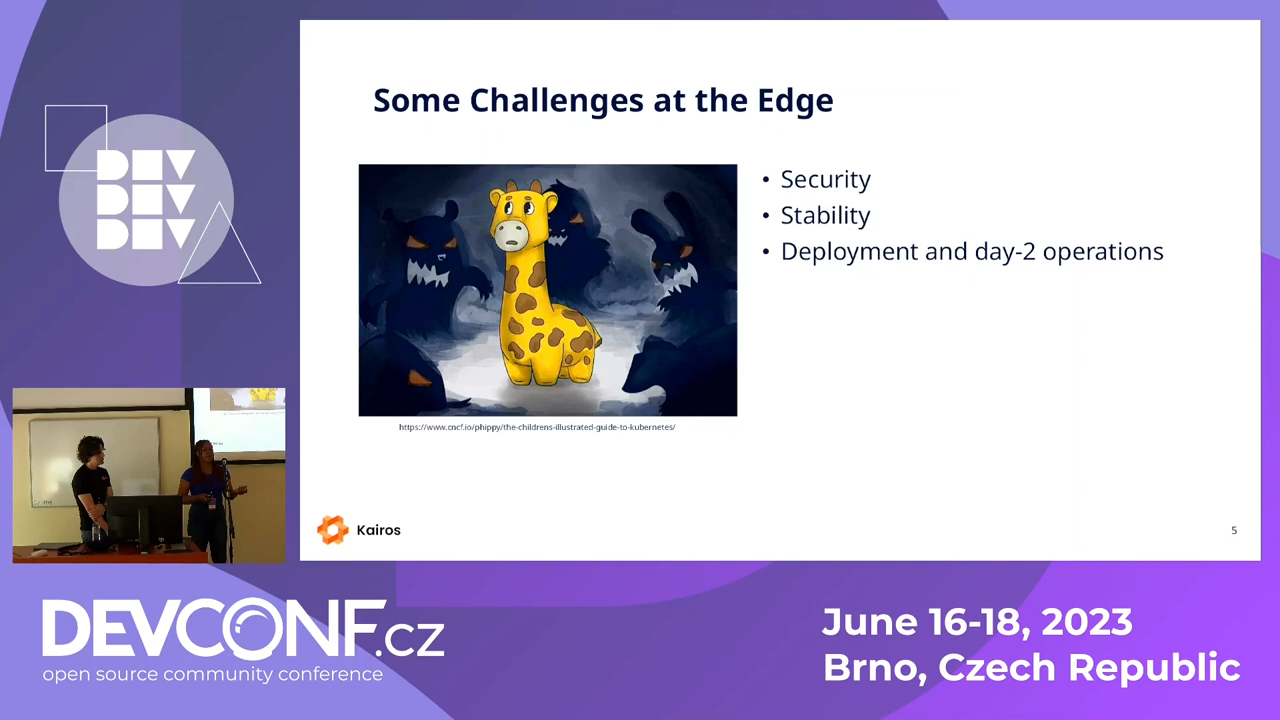 DEV
DEV
DEV
Some Challenges at the Edge
• Security
• Stability
• Deployment and day-2 operations
https://www.cncf.io/phippy/the-childrens-illustrated-guide-to-kubernetes/
Kairos
5
DEVCONF.cz
open source community conference
June 16-18, 2023
Brno, Czech Republic